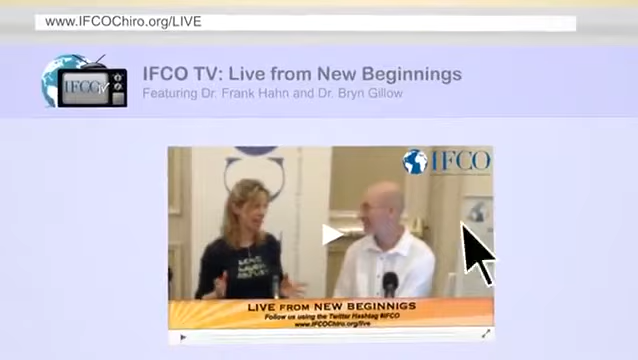 www.IFCOChiro.org/LIVE
IFCO TV
IFCO TV: Live from New Beginnings
Featuring Dr. Frank Hahn and Dr. Bryn Gillow
IFCO
LIVE FROM NEW BEGINNIGS
Follow us using the Twitter Hashtag #IFCO
www.IFCOChiro.org/live